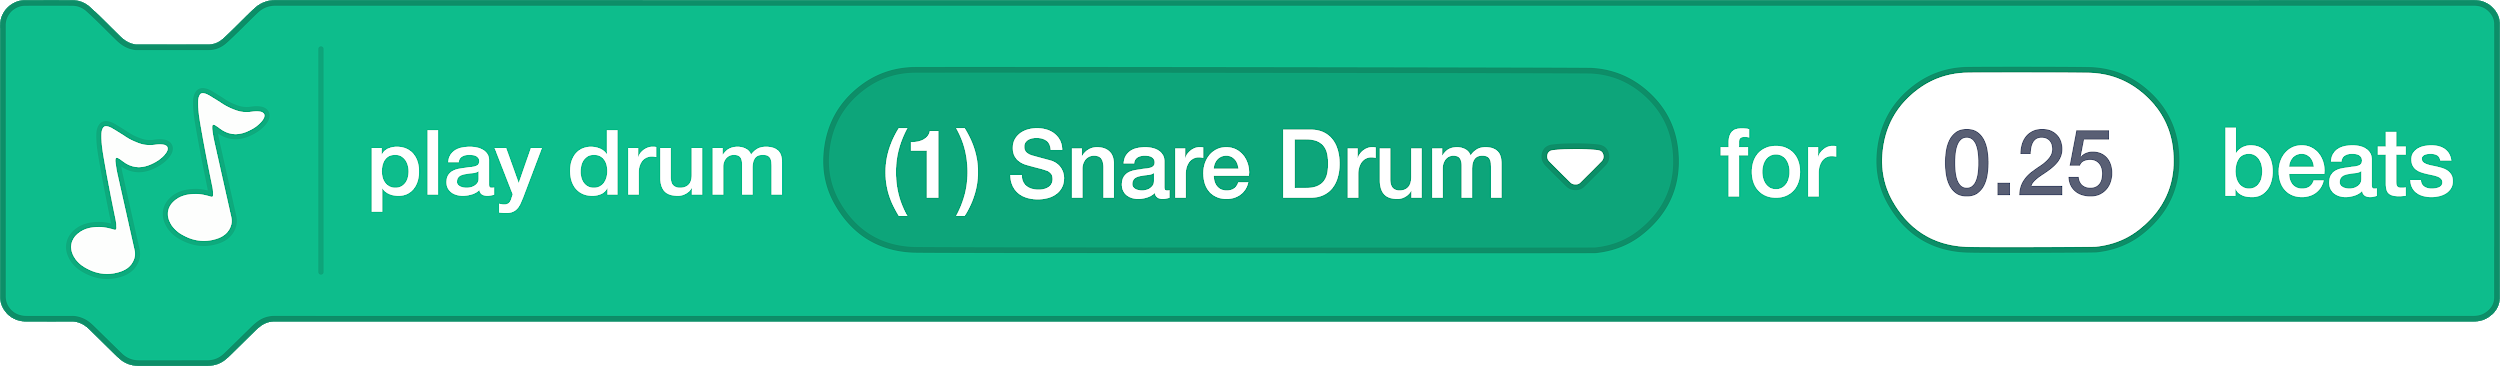 play drum (1) Snare Drum for 0.25 beats